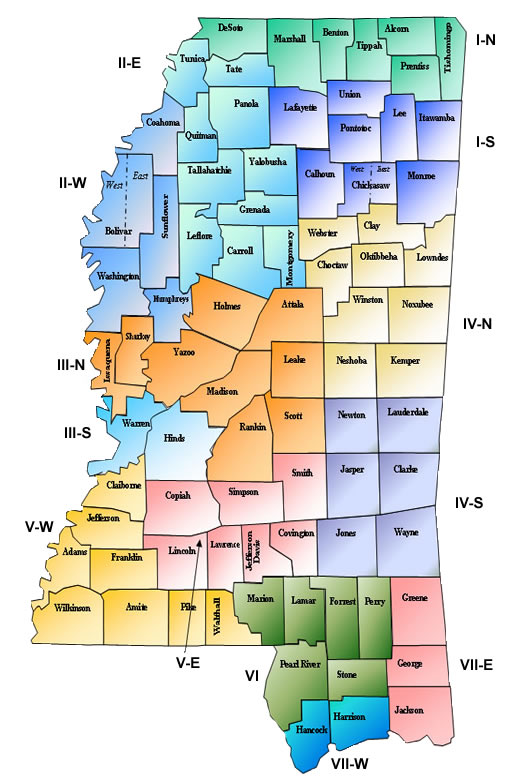 DeSoto
Marshall
Benton
Tippah
Alcorn
Tishomingo
I-N
Tunica
Tate
Prentiss
II-E
Panola
Lafayette
Union
Pontotoc
Lee
Itawamba
Coahoma
Quitman
I-S
Tallahatchie
Yalobusha
Calhoun
West East
Chicksasaw
Monroe
II-W
West East
Bolivar
Sunflower
Leflore
Grenada
Carroll
Montgomery
Webster
Clay
Choctaw
Oktibbeha
Lowndes
Washington
Humphreys
Holmes
Attala
Winston
Noxubee
IV-N
Issaquena
Sharkey
Yazoo
Madison
Leake
Neshoba
Kemper
III-N
Warren
Hinds
Rankin
Scott
Newton
Lauderdale
III-S
Claiborne
Copiah
Simpson
Smith
Jasper
Clarke
IV-S
V-W
Jefferson
Adams
Franklin
Lincoln
Lawrence
Jefferson
Davis
Covington
Jones
Wayne
Wilkinson
Amite
Pike
Walthall
Marion
Lamar
Forrest
Perry
Greene
V-E
VI
Pearl River
Stone
George
VII-E
Hancock
Harrison
Jackson
VII-W